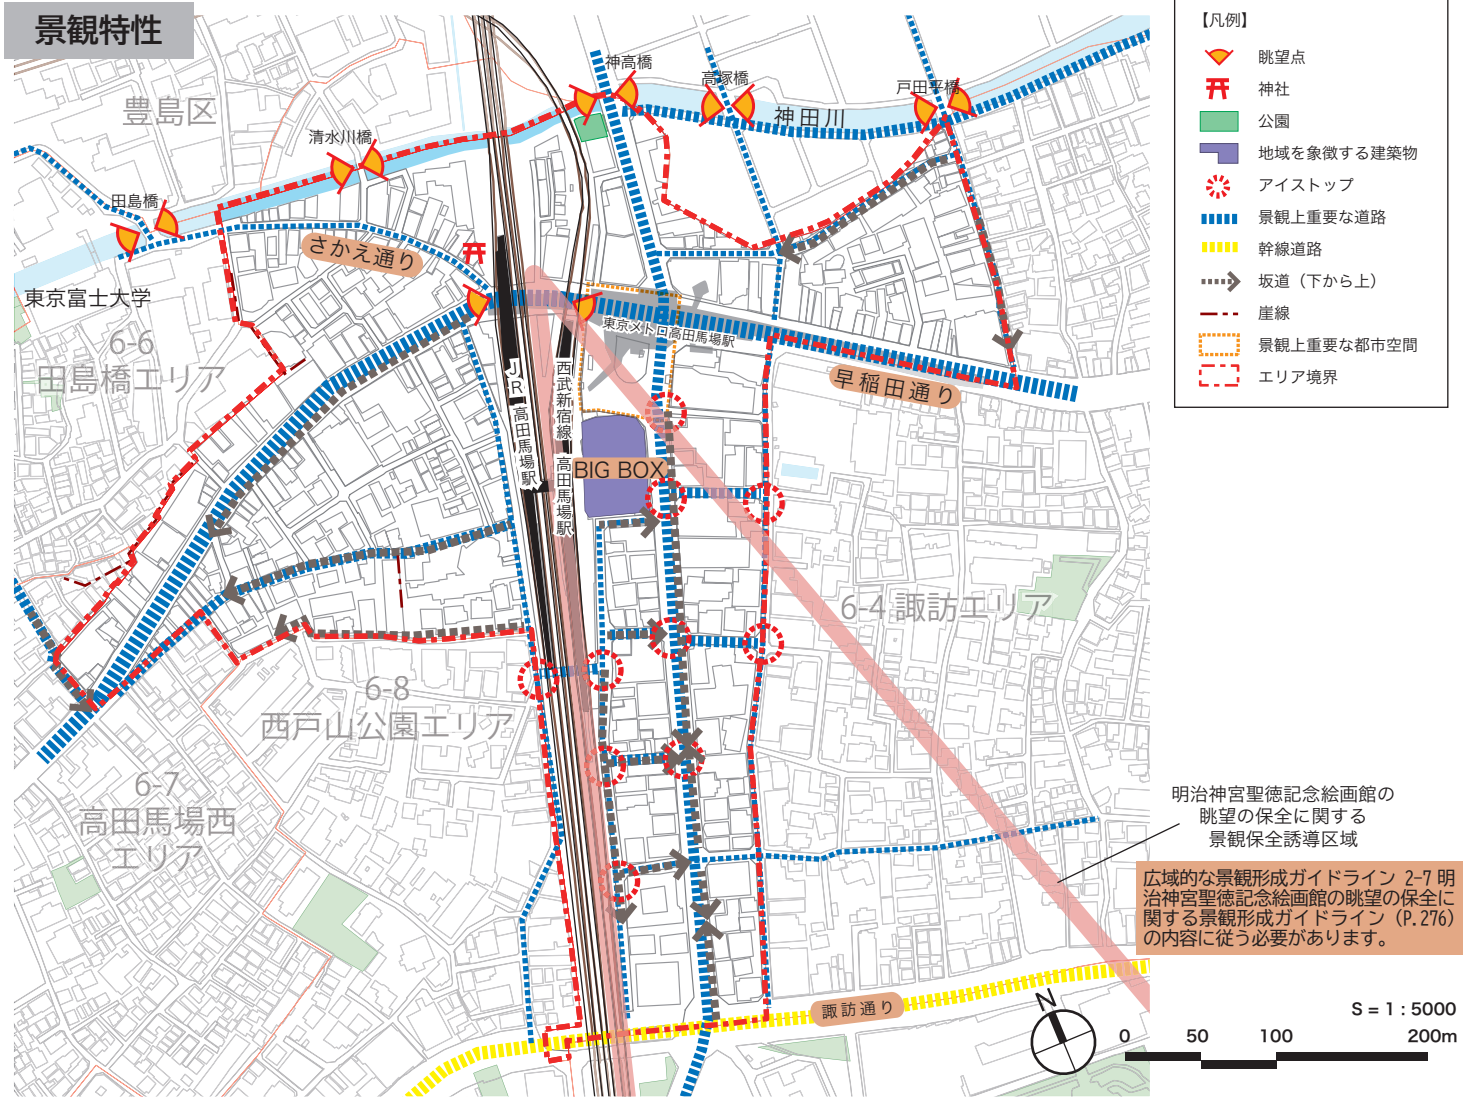 景観特性
【凡例】
眺望点
神社
公園
地域を象徴する建築物
アイストップ
景観上重要な道路
幹線道路
坂道（下から上）
崖線
景観上重要な都市空間
エリア境界
豊島区
神高橋
高塚橋
戸田平橋
神田川
清水川橋
田島橋
さかえ通り
東京富士大学
6-6
田島橋エリア
東京メトロ高田馬場駅
早稲田通り
JR 高田馬場駅
西武新宿線 高田馬場駅
BIG BOX
6-4 諏訪エリア
6-8
西戸山公園エリア
6-7
高田馬場西
エリア
明治神宮聖徳記念絵画館の
眺望の保全に関する
景観保全誘導区域
広域的な景観形成ガイドライン 2-7 明
治神宮聖徳記念絵画館の眺望の保全に
関する景観形成ガイドライン（P.276）
の内容に従う必要があります。
諏訪通り
N
S = 1 : 5000
0 50 100 200m